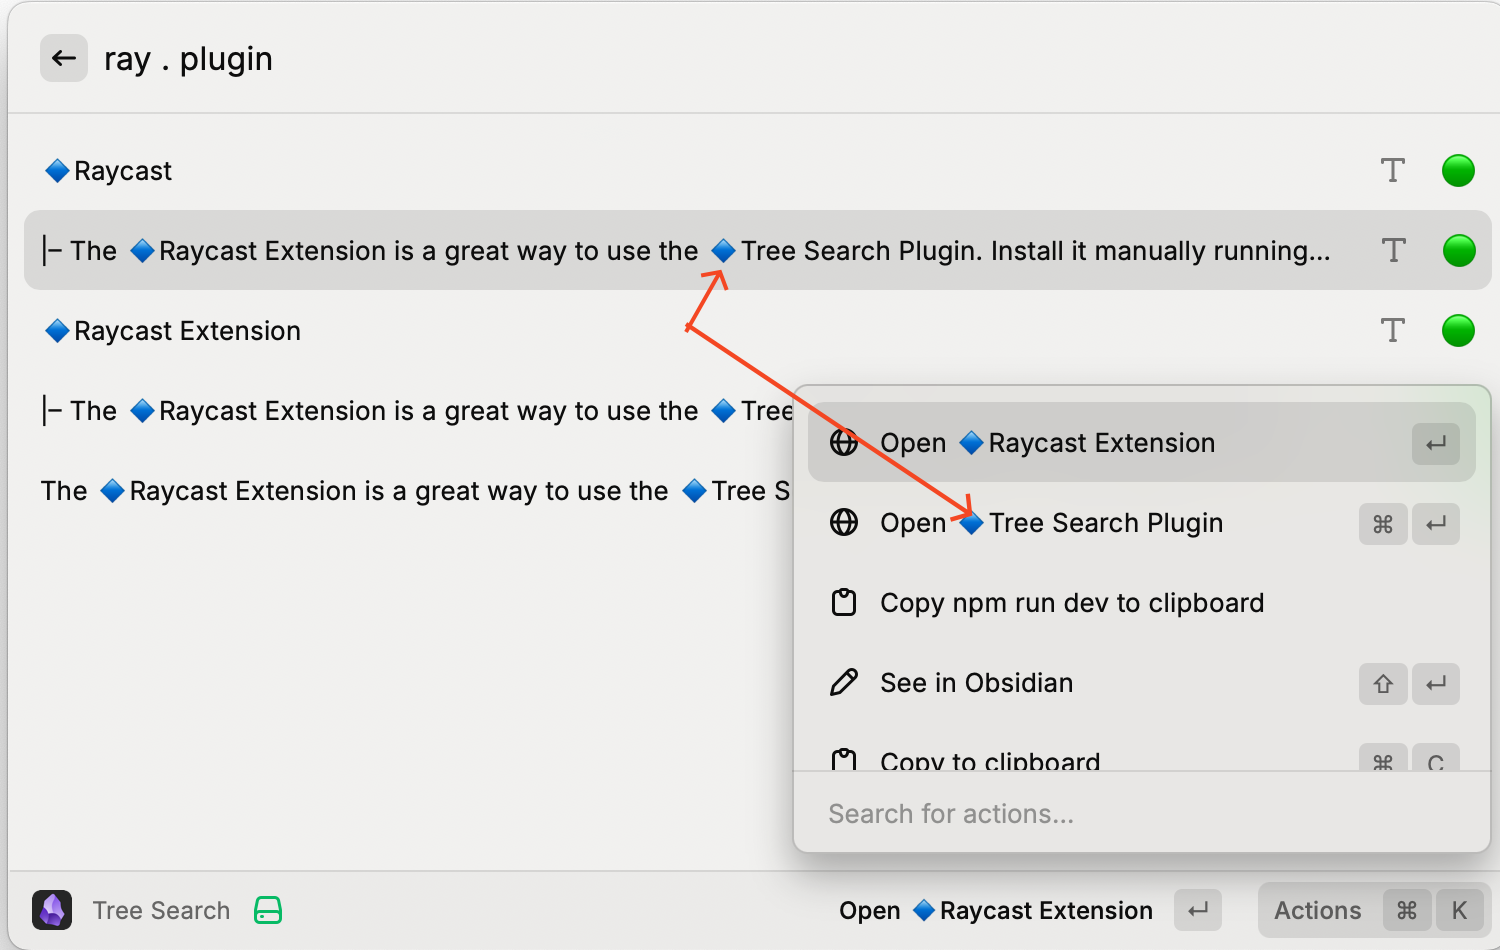 ray . plugin
🔷Raycast
|– The 🔷Raycast Extension is a great way to use the 🔷Tree Search Plugin. Install it manually running...
🔷Raycast Extension
|– The 🔷Raycast Extension is a great way to use the 🔷Tree
The 🔷Raycast Extension is a great way to use the 🔷Tree S
Open 🔷Raycast Extension ↵
Open 🔷Tree Search Plugin ⌘ ↵
Copy npm run dev to clipboard
See in Obsidian ⇧ ↵
Copy to clipboard ⌘ C
Search for actions...
Tree Search
Open 🔷Raycast Extension ↵
Actions ⌘ K